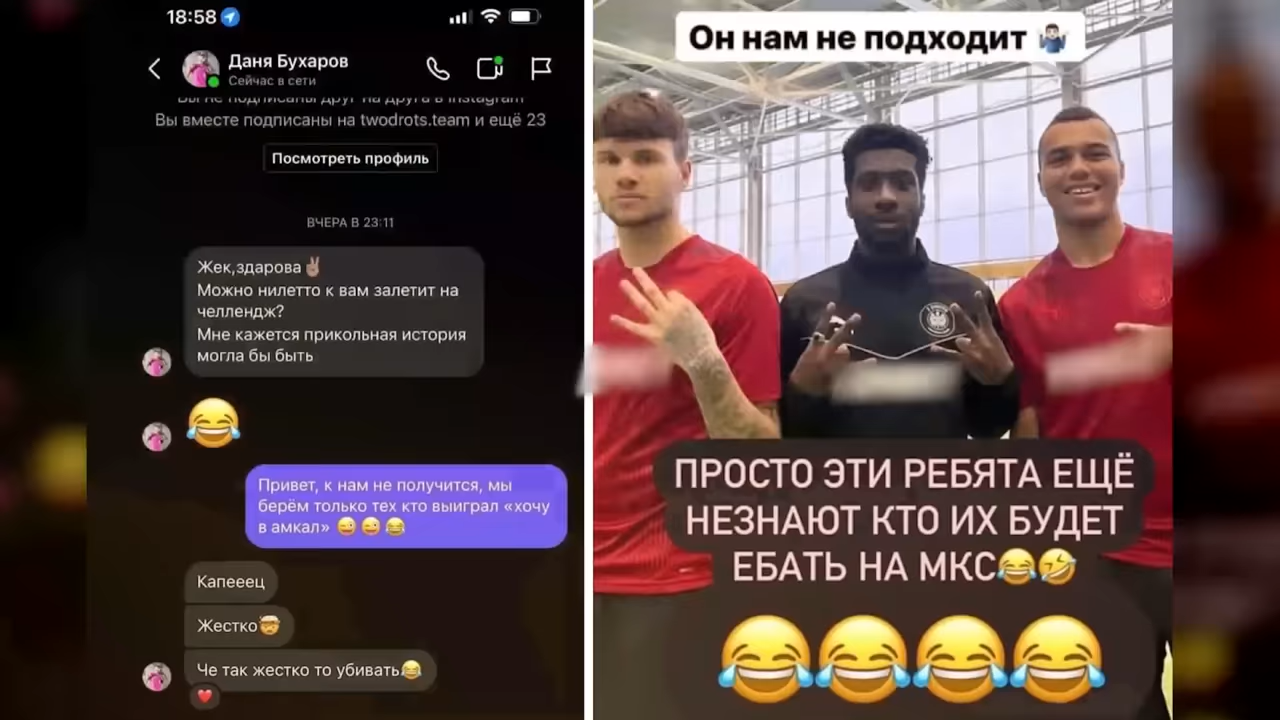 18:58
Даня Бухаров
Сейчас в сети
Вы не подписаны друг на друга в Instagram
Вы вместе подписаны на twodrots.team и ещё 23
Посмотреть профиль
ВЧЕРА В 23:11
Жек,здарова✌🏼
Можно нилетто к вам залетит на
челлендж?
Мне кажется прикольная история
могла бы быть
😂
Привет, к нам не получится, мы
берём только тех кто выиграл «хочу
в амкал» 😜😜😂
Капееец
Жестко🤯
Че так жестко то убивать😂
❤️
Он нам не подходит 🤷🏻‍♂️
ПРОСТО ЭТИ РЕБЯТА ЕЩЁ
НЕЗНАЮТ КТО ИХ БУДЕТ
ЕБАТЬ НА МКС😂🤣
😂😂😂😂